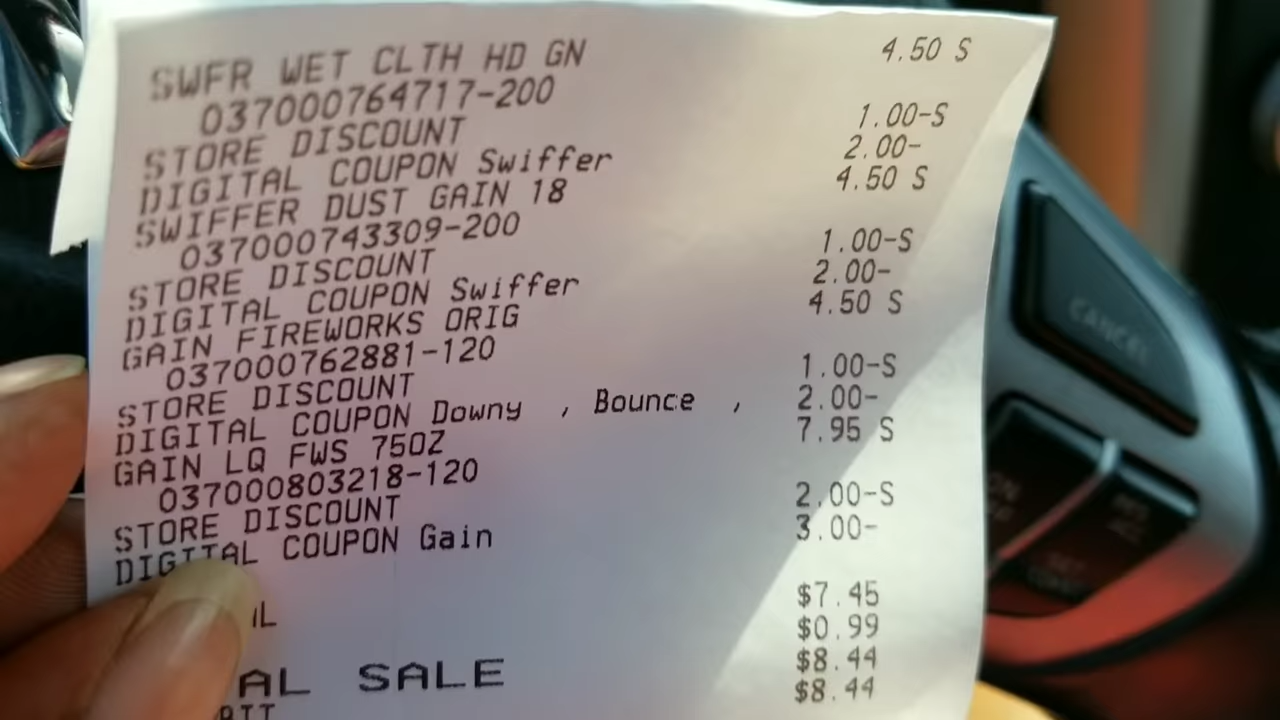 SWFR WET CLTH HD GN 4.50 S
037000764717-200
STORE DISCOUNT 1.00-S
DIGITAL COUPON Swiffer 2.00-
SWIFFER DUST GAIN 18 4.50 S
037000743309-200
STORE DISCOUNT 1.00-S
DIGITAL COUPON Swiffer 2.00-
GAIN FIREWORKS ORIG 4.50 S
037000762881-120
STORE DISCOUNT 1.00-S
DIGITAL COUPON Downy , Bounce , 2.00-
GAIN LQ FWS 75OZ 7.95 S
037000803218-120
STORE DISCOUNT 2.00-S
DIGITAL COUPON Gain 3.00-
$7.45
$0.99
AL SALE $8.44
$8.44
CANCEL